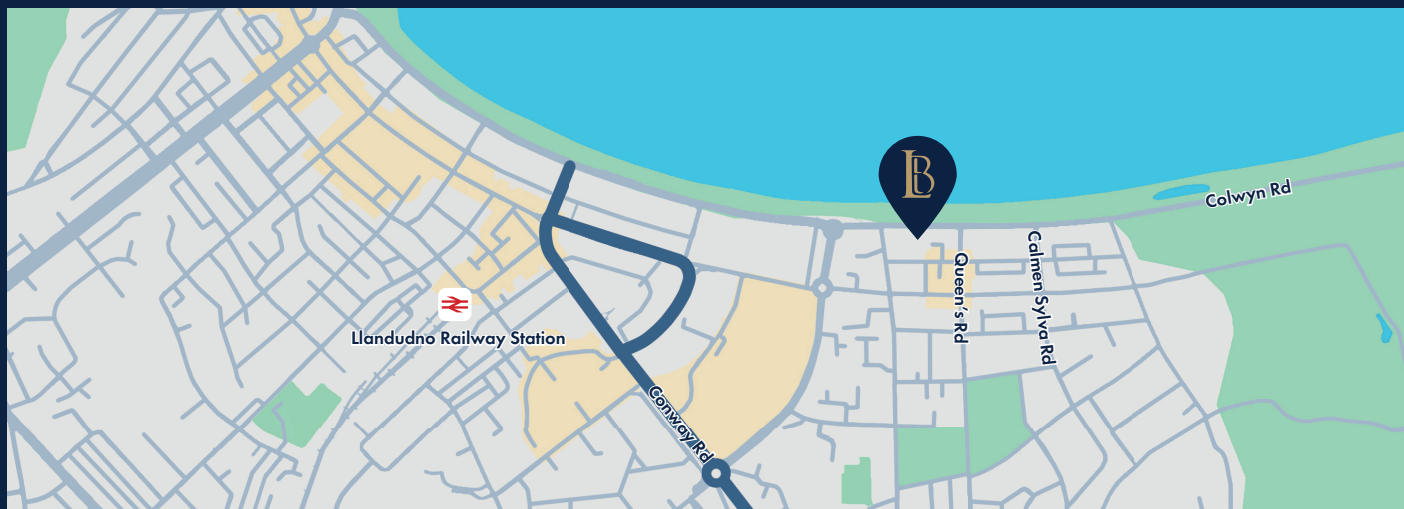 LB
Colwyn Rd
Queen's Rd
Calmen Sylva Rd
Llandudno Railway Station
Conway Rd